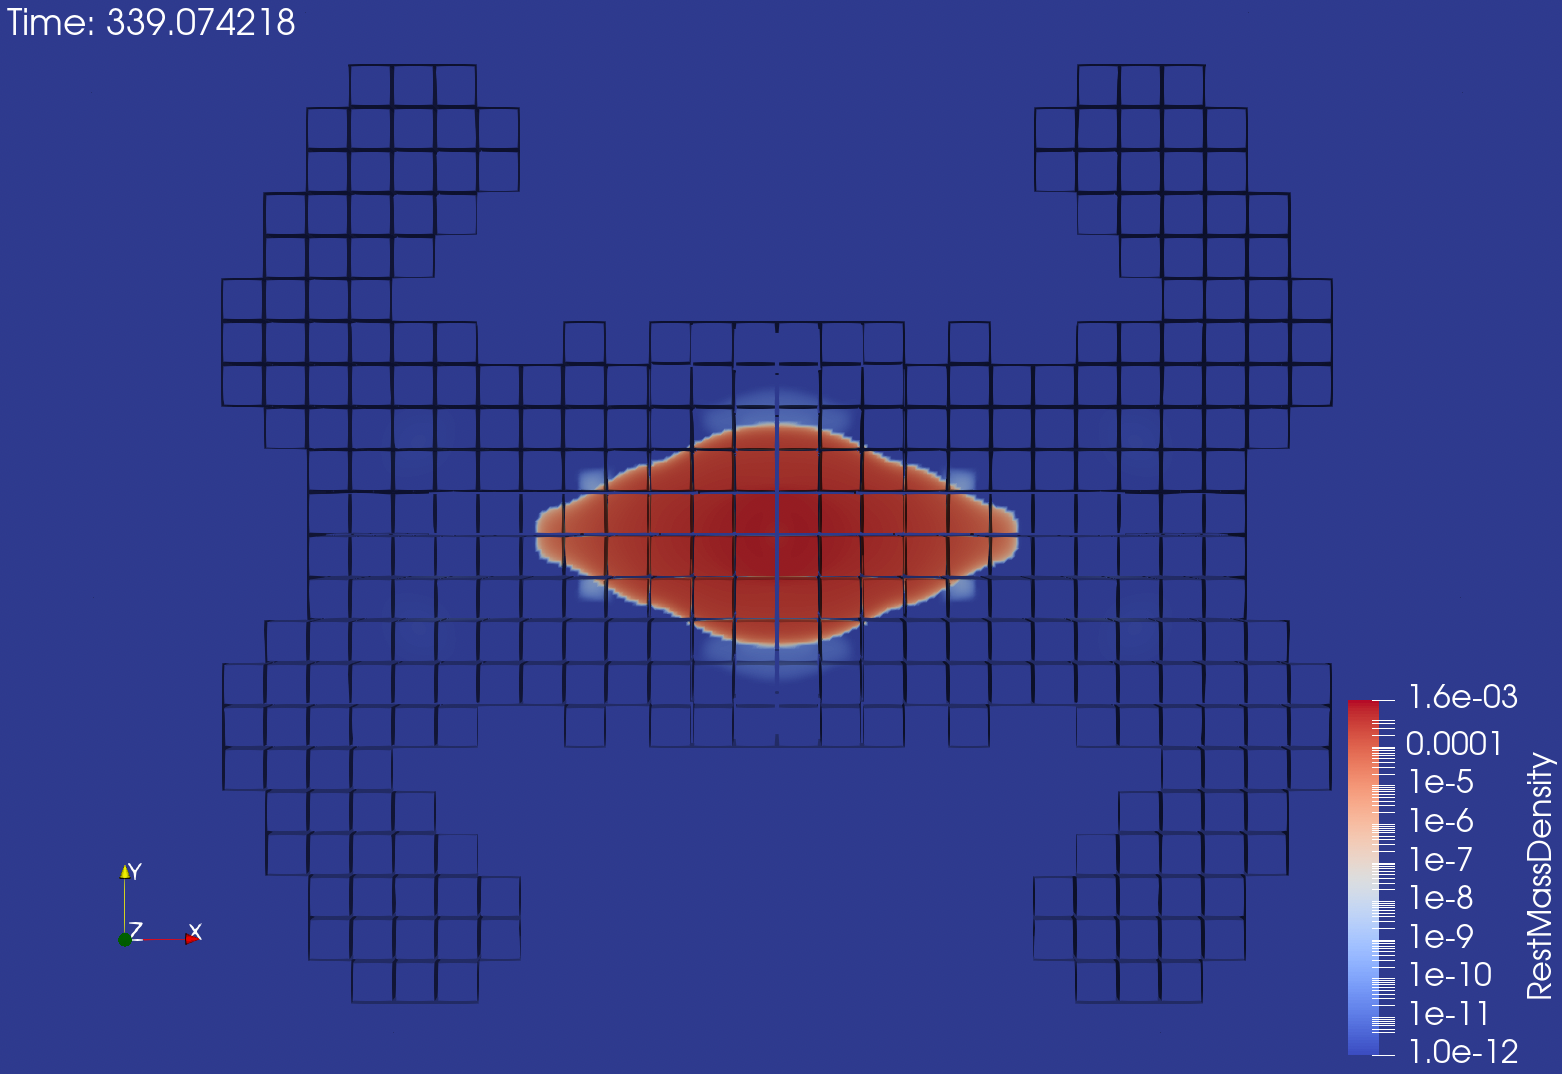 Time: 339.074218
Y
Z
X
1.6e-03
0.0001
1e-5
1e-6
1e-7
1e-8
1e-9
1e-10
1e-11
1.0e-12
RestMassDensity